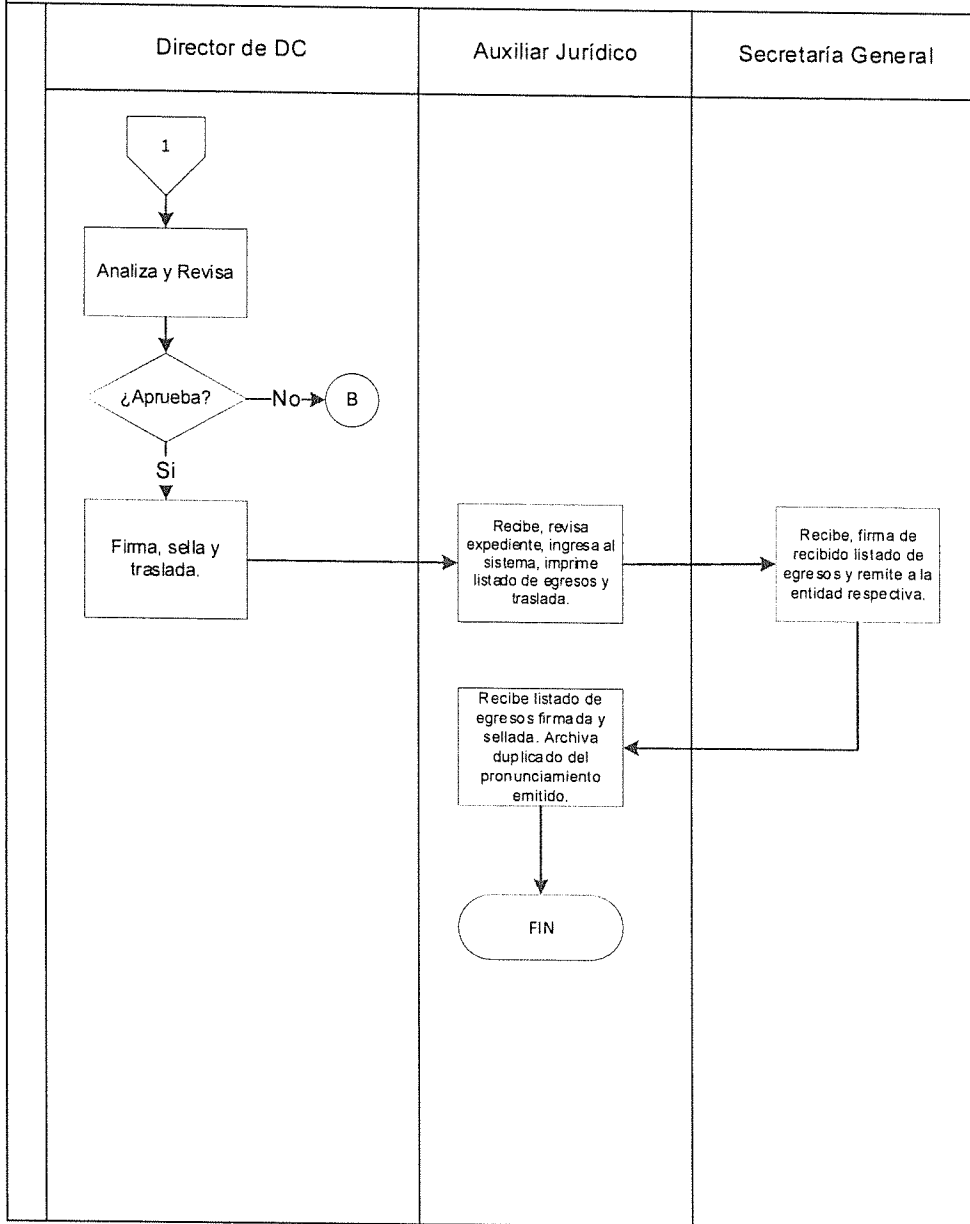 Director de DC
Auxiliar Jurídico
Secretaría General
1
Analiza y Revisa
¿Aprueba?
No
B
Si
Firma, sella y
traslada.
Recibe, revisa
expediente, ingresa al
sistema, imprime
listado de egresos y
traslada.
Recibe, firma de
recibido listado de
egresos y remite a la
entidad respectiva.
Recibe listado de
egresos firmada y
sellada. Archiva
duplicado del
pronunciamiento
emitido.
FIN